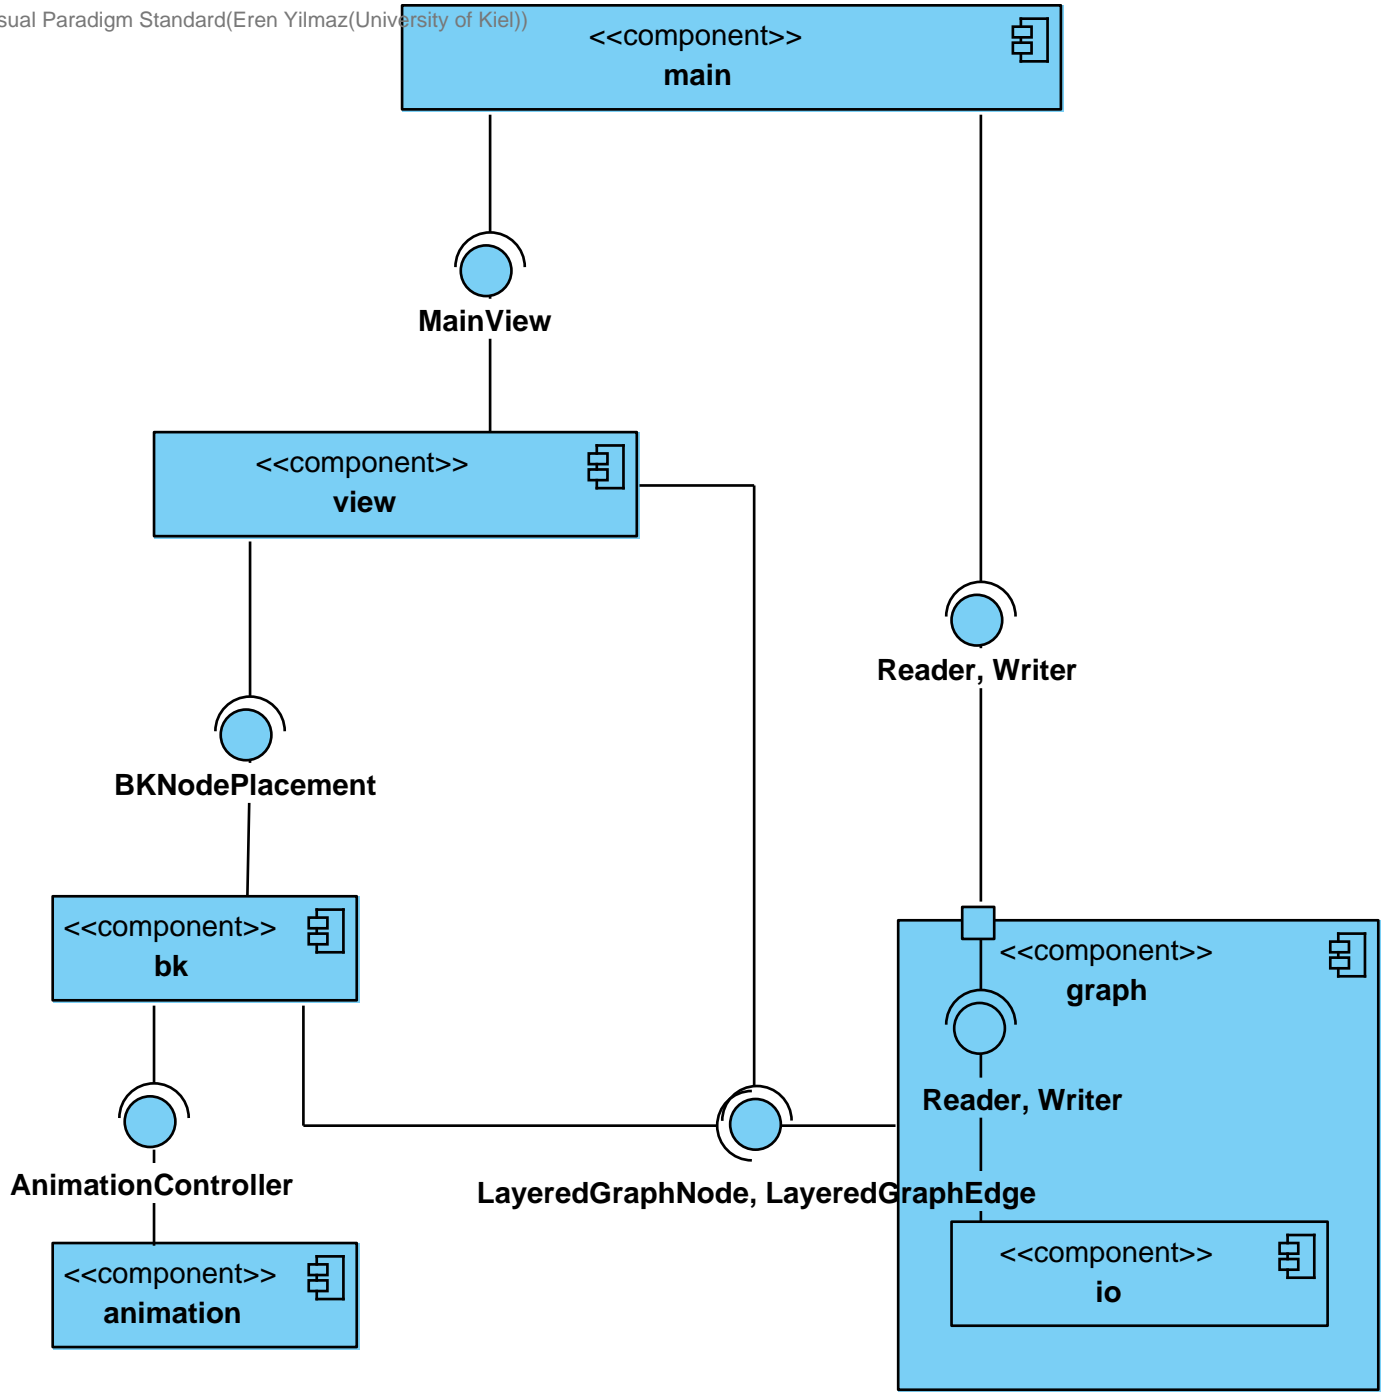 sual Paradigm Standard(Eren Yilmaz(University of Kiel))
<<component>>
main
MainView
<<component>>
view
Reader, Writer
BKNodePlacement
<<component>>
bk
<<component>>
graph
Reader, Writer
AnimationController
LayeredGraphNode, LayeredGraphEdge
<<component>>
animation
<<component>>
io